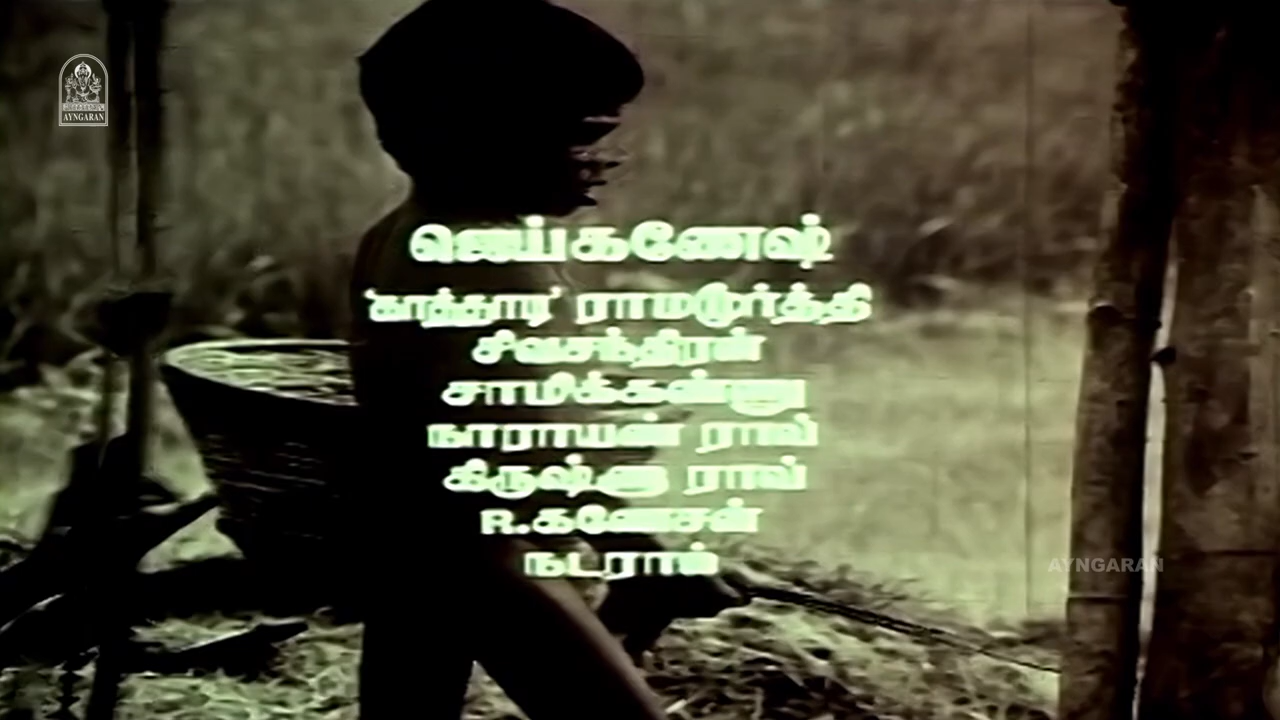 AYNGARAN
ஜெய்கணேஷ்
'காத்தாடி' ராமமூர்த்தி
சிவசந்திரன்
சாமிக்கண்ணு
நாராயண் ராவ்
கிருஷ்ணா ராவ்
R.கணேசன்
நடராஜ்
AYNGARAN